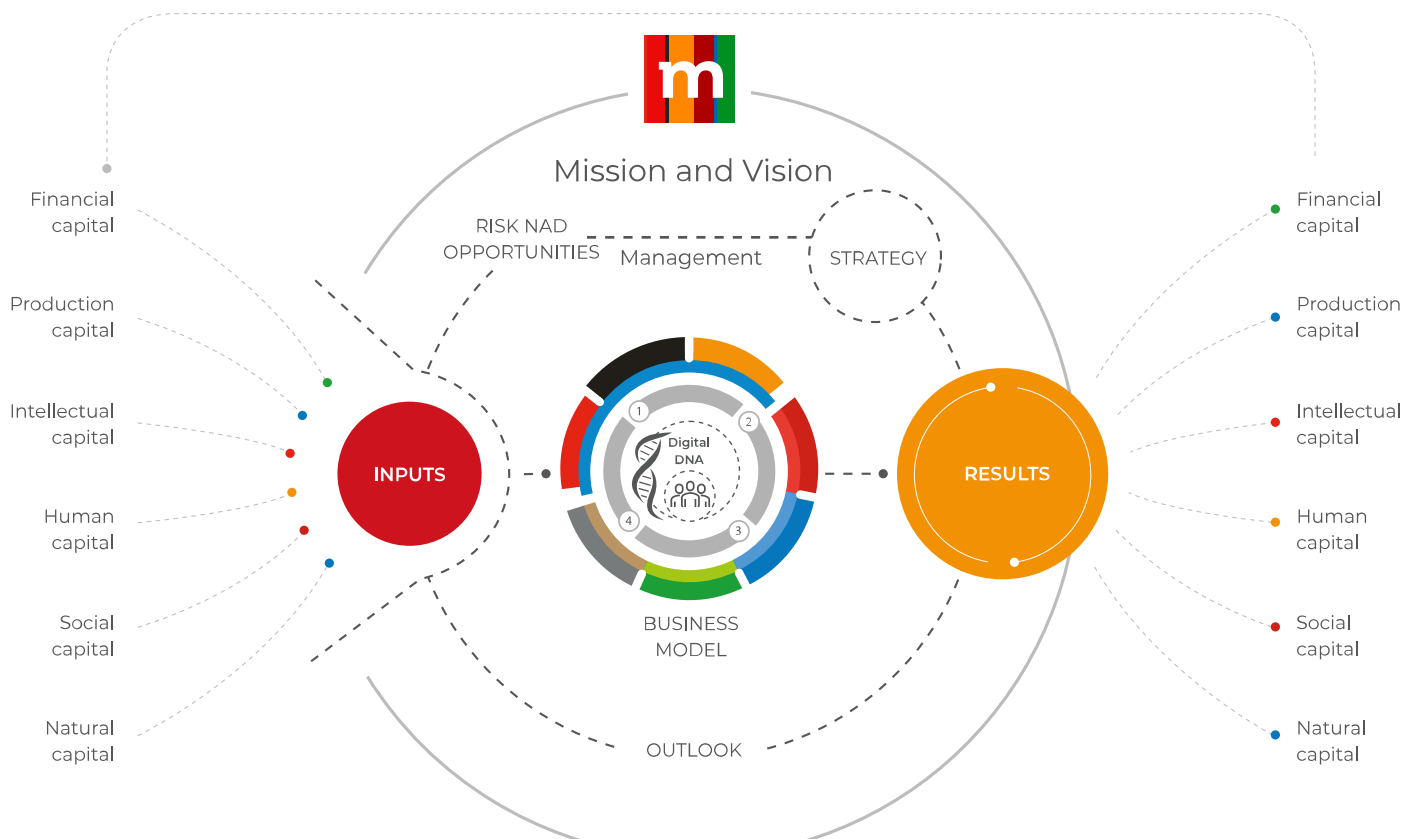 m
Mission and Vision
Financial
capital
Production
capital
Intellectual
capital
Human
capital
Social
capital
Natural
capital
RISK NAD
OPPORTUNITIES
Management
STRATEGY
INPUTS
1
2
Digital
DNA
4
3
BUSINESS
MODEL
OUTLOOK
RESULTS
Financial
capital
Production
capital
Intellectual
capital
Human
capital
Social
capital
Natural
capital